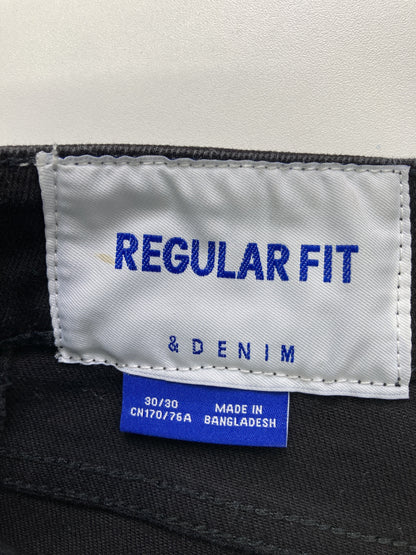 REGULAR FIT
& DENIM
30/30
CN170/76A
MADE IN
BANGLADESH